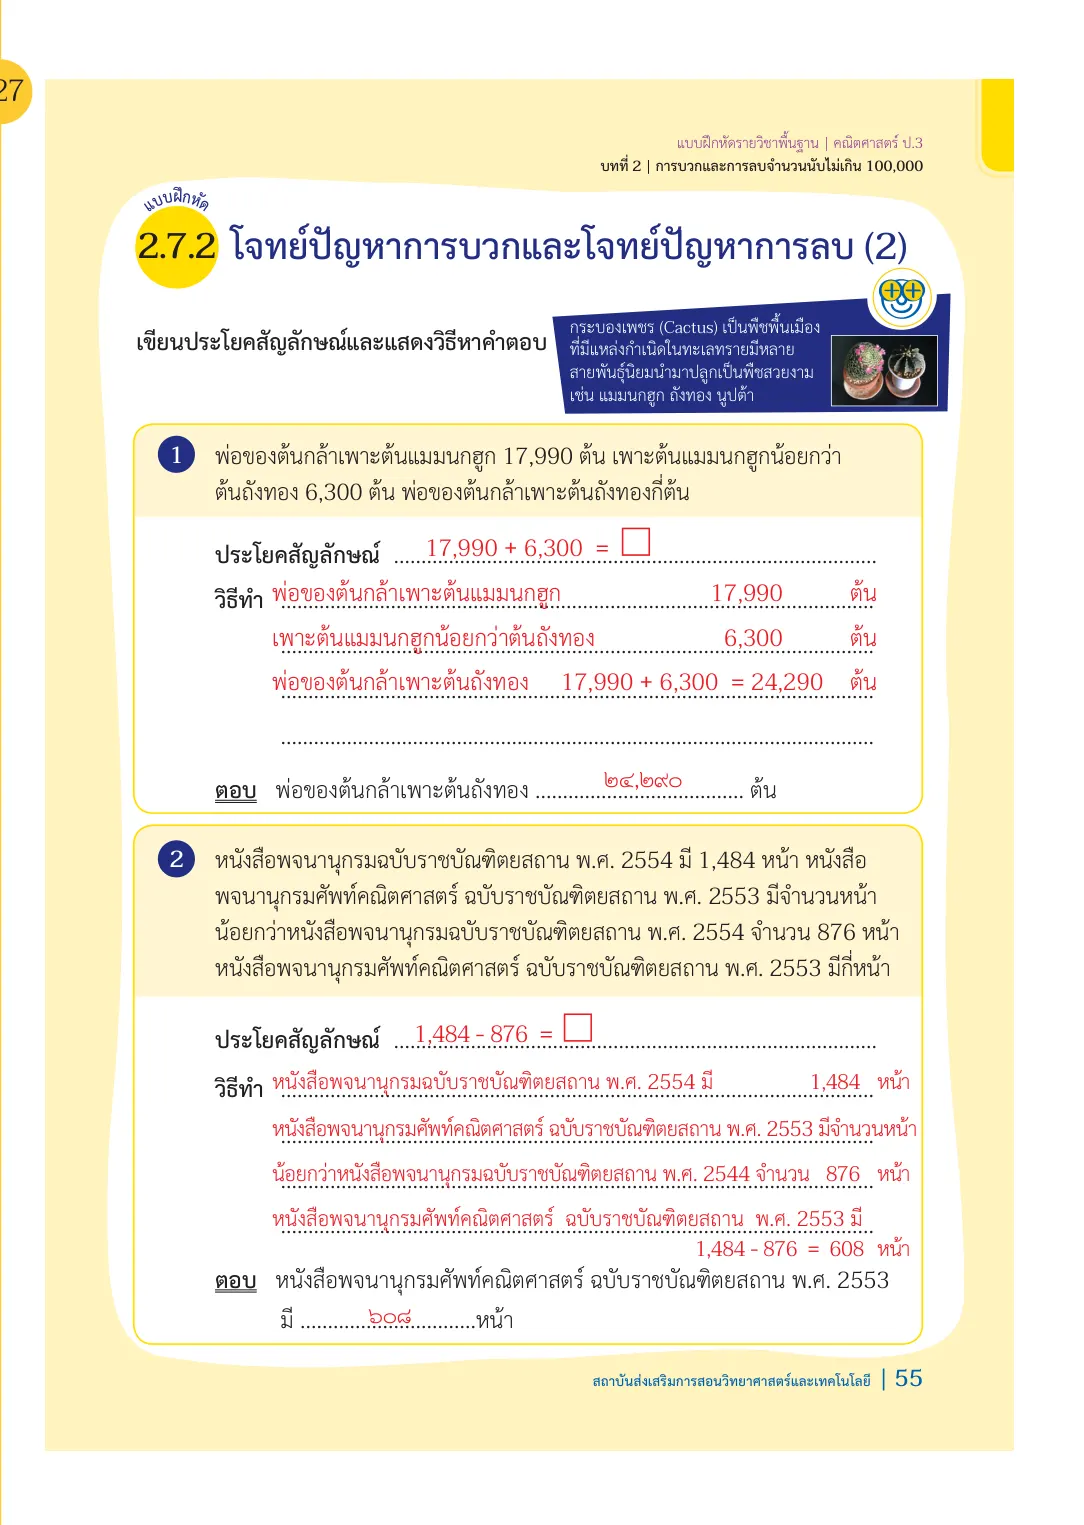 27
แบบฝึกหัดรายวิชาพื้นฐาน | คณิตศาสตร์ ป.3
บทที่ 2 | การบวกและการลบจำนวนนับไม่เกิน 100,000
แบบฝึกหัด
2.7.2 โจทย์ปัญหาการบวกและโจทย์ปัญหาการลบ (2)
เขียนประโยคสัญลักษณ์และแสดงวิธีหาคำตอบ
กระบองเพชร (Cactus) เป็นพืชพื้นเมือง
ที่มีแหล่งกำเนิดในทะเลทรายมีหลาย
สายพันธุ์นิยมนำมาปลูกเป็นพืชสวยงาม
เช่น แมมนกฮูก ถังทอง นูปต้า
1 พ่อของต้นกล้าเพาะต้นแมมนกฮูก 17,990 ต้น เพาะต้นแมมนกฮูกน้อยกว่า
ต้นถังทอง 6,300 ต้น พ่อของต้นกล้าเพาะต้นถังทองกี่ต้น
ประโยคสัญลักษณ์ 17,990 + 6,300 = □
วิธีทำ พ่อของต้นกล้าเพาะต้นแมมนกฮูก 17,990 ต้น
เพาะต้นแมมนกฮูกน้อยกว่าต้นถังทอง 6,300 ต้น
พ่อของต้นกล้าเพาะต้นถังทอง 17,990 + 6,300 = 24,290 ต้น
ตอบ พ่อของต้นกล้าเพาะต้นถังทอง ๒๔,๒๙๐ ต้น
2 หนังสือพจนานุกรมฉบับราชบัณฑิตยสถาน พ.ศ. 2554 มี 1,484 หน้า หนังสือ
พจนานุกรมศัพท์คณิตศาสตร์ ฉบับราชบัณฑิตยสถาน พ.ศ. 2553 มีจำนวนหน้า
น้อยกว่าหนังสือพจนานุกรมฉบับราชบัณฑิตยสถาน พ.ศ. 2554 จำนวน 876 หน้า
หนังสือพจนานุกรมศัพท์คณิตศาสตร์ ฉบับราชบัณฑิตยสถาน พ.ศ. 2553 มีกี่หน้า
ประโยคสัญลักษณ์ 1,484 - 876 = □
วิธีทำ หนังสือพจนานุกรมฉบับราชบัณฑิตยสถาน พ.ศ. 2554 มี 1,484 หน้า
หนังสือพจนานุกรมศัพท์คณิตศาสตร์ ฉบับราชบัณฑิตยสถาน พ.ศ. 2553 มีจำนวนหน้า
น้อยกว่าหนังสือพจนานุกรมฉบับราชบัณฑิตยสถาน พ.ศ. 2544 จำนวน 876 หน้า
หนังสือพจนานุกรมศัพท์คณิตศาสตร์ ฉบับราชบัณฑิตยสถาน พ.ศ. 2553 มี
1,484 - 876 = 608 หน้า
ตอบ หนังสือพจนานุกรมศัพท์คณิตศาสตร์ ฉบับราชบัณฑิตยสถาน พ.ศ. 2553
มี ๖๐๘ หน้า
สถาบันส่งเสริมการสอนวิทยาศาสตร์และเทคโนโลยี | 55